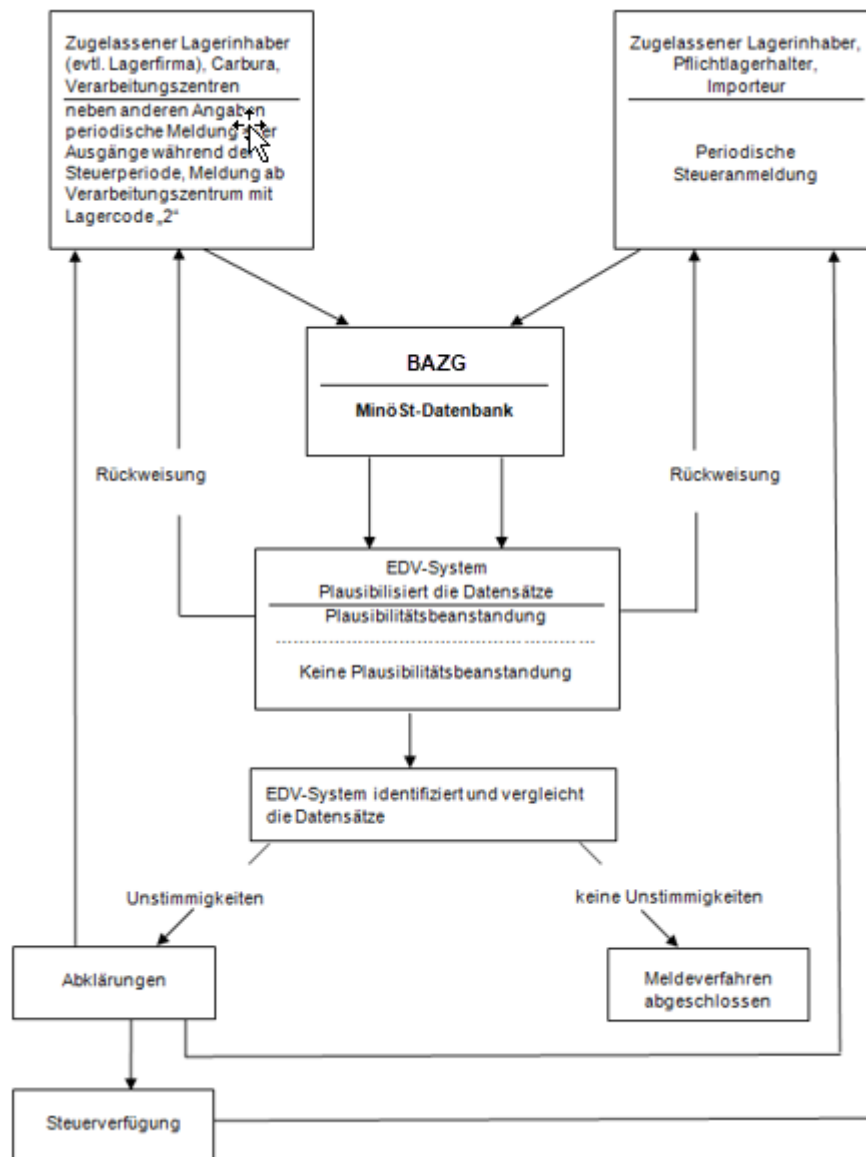 Zugelassener Lagerinhaber
(evtl. Lagerfirma), Carbura,
Verarbeitungszentren
neben anderen Angaben
periodische Meldung
Ausgänge während der
Steuerperiode, Meldung ab
Verarbeitungszentrum mit
Lagercode „2“
Zugelassener Lagerinhaber,
Pflichtlagerhalter,
Importeur
Periodische
Steueranmeldung
BAZG
MinöSt-Datenbank
Rückweisung
Rückweisung
EDV-System
Plausibilisiert die Datensätze
Plausibilitätsbeanstandung
Keine Plausibilitätsbeanstandung
EDV-System identifiziert und vergleicht
die Datensätze
Unstimmigkeiten
keine Unstimmigkeiten
Abklärungen
Meldeverfahren
abgeschlossen
Steuerverfügung